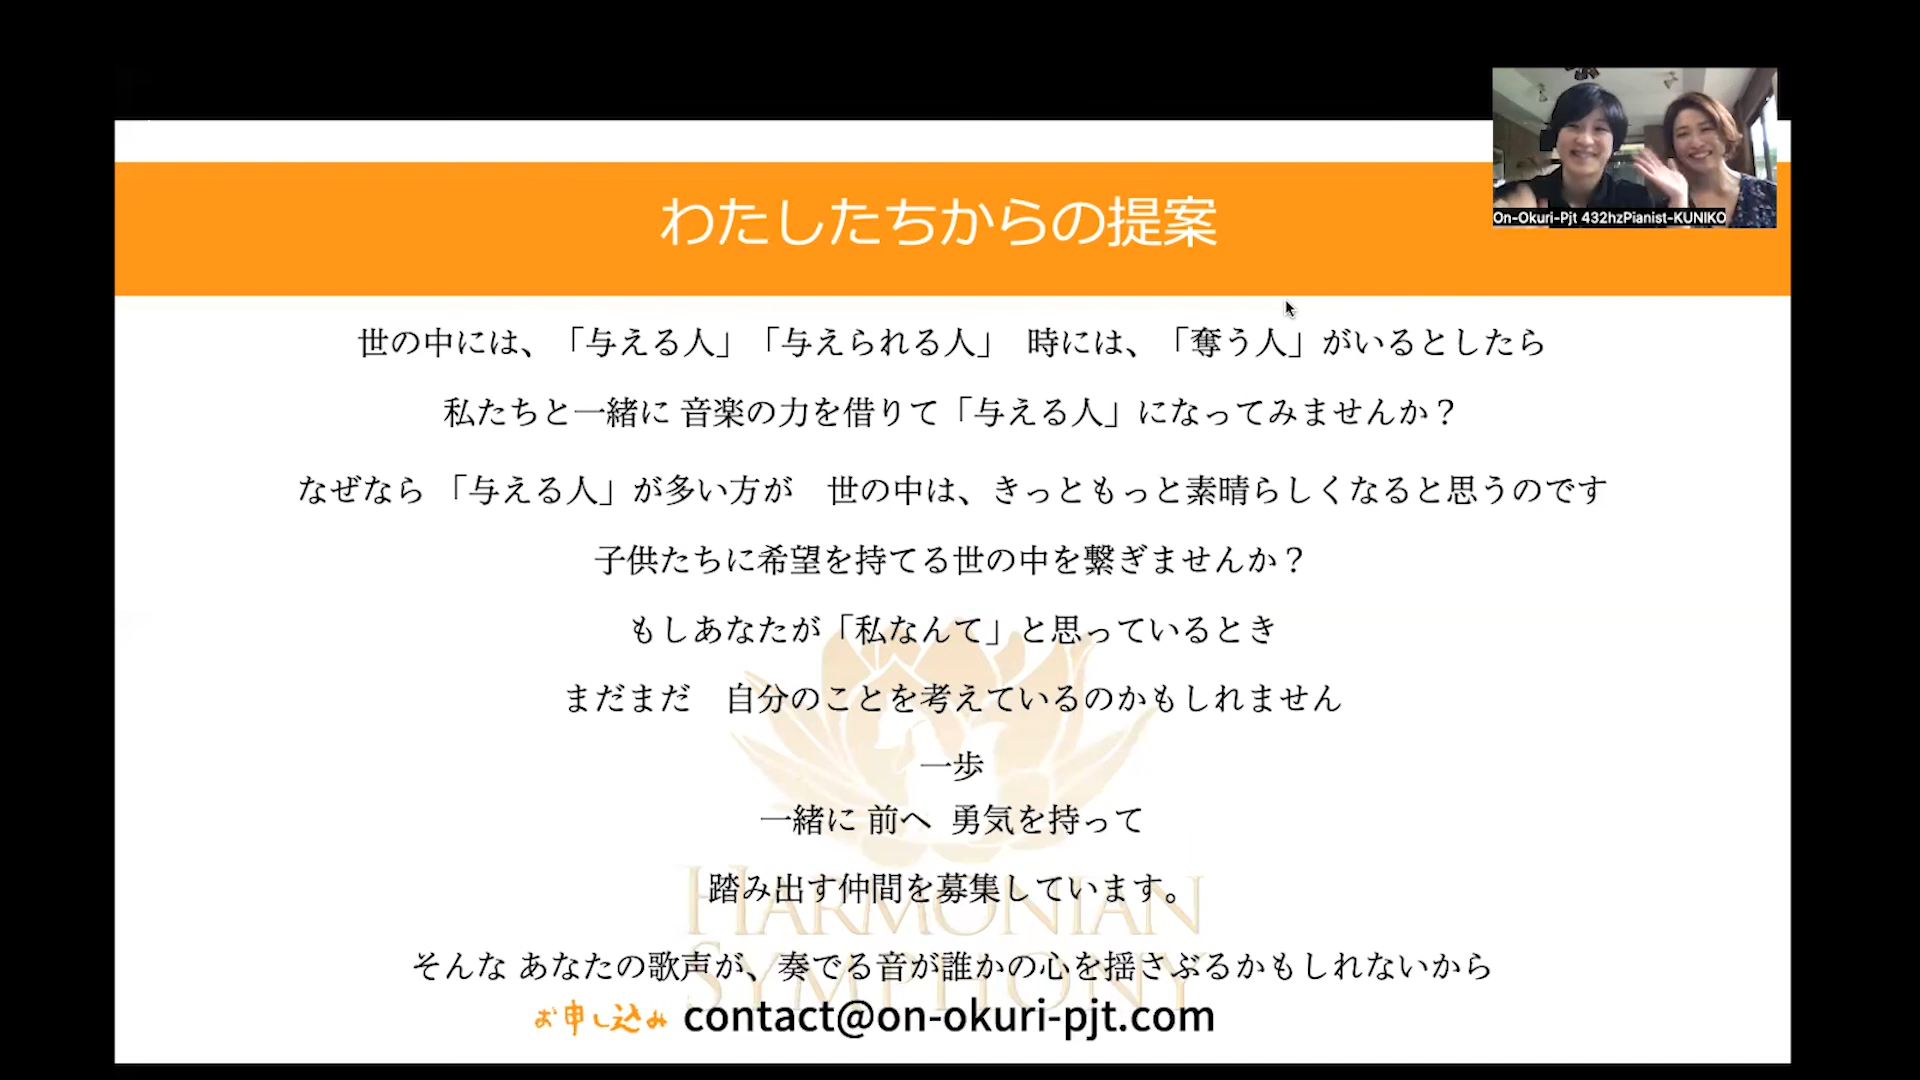 On-Okuri-Pjt 432hzPianist-KUNIKO
わたしたちからの提案
世の中には、「与える人」「与えられる人」 時には、「奪う人」がいるとしたら
私たちと一緒に 音楽の力を借りて「与える人」になってみませんか？
なぜなら 「与える人」が多い方が　世の中は、きっともっと素晴らしくなると思うのです
子供たちに希望を持てる世の中を繋ぎませんか？
もしあなたが「私なんて」と思っているとき
まだまだ　自分のことを考えているのかもしれません
一歩
一緒に 前へ 勇気を持って
踏み出す仲間を募集しています。
HARMONIAN
そんな あなたの歌声が、奏でる音が誰かの心を揺さぶるかもしれないから
SYMPHONY
お申し込み contact@on-okuri-pjt.com